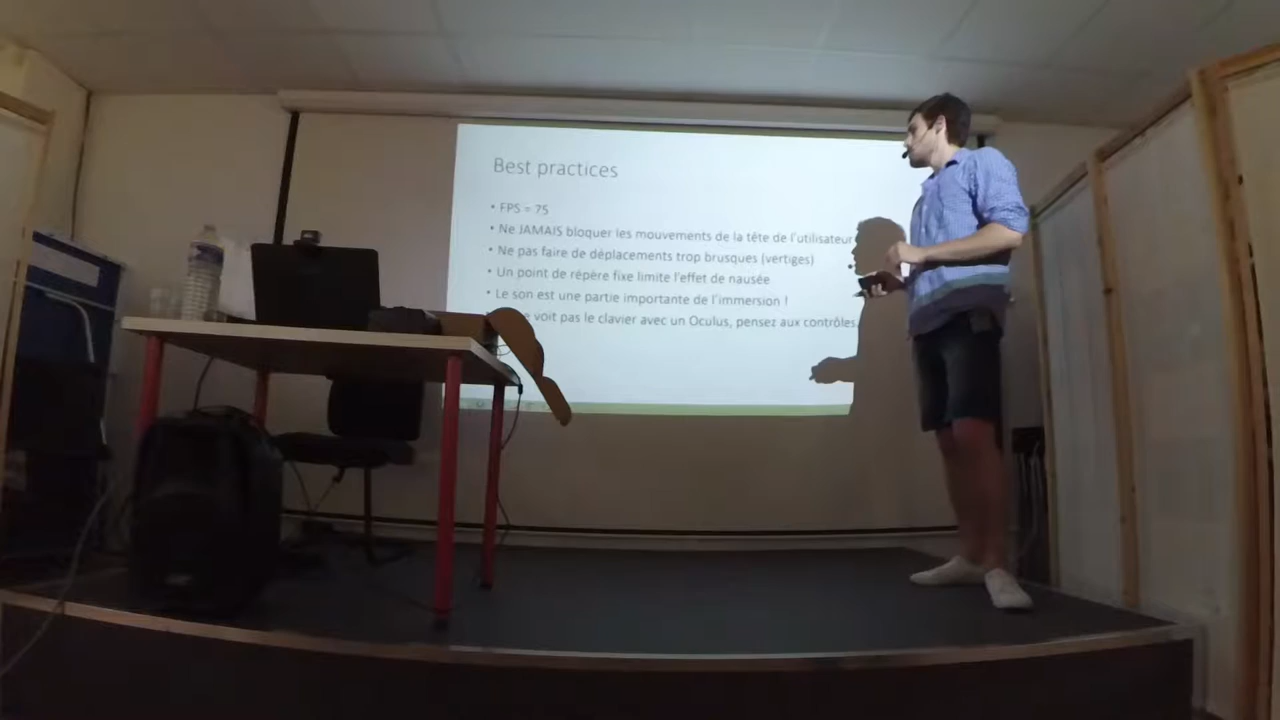 Best practices
• FPS = 75
• Ne JAMAIS bloquer les mouvements de la tête de l'utilisateur
• Ne pas faire de déplacements trop brusques (vertiges)
• Un point de répère fixe limite l'effet de nausée
• Le son est une partie importante de l'immersion !
voit pas le clavier avec un Oculus, pensez aux contrôles